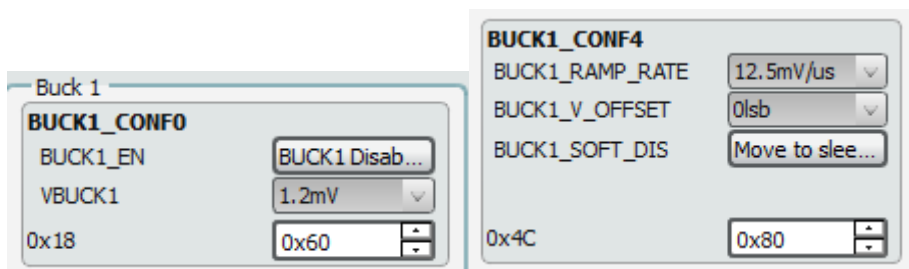 Buck 1
BUCK1_CONF0
BUCK1_EN BUCK1 Disab...
VBUCK1 1.2mV
0x18 0x60
BUCK1_CONF4
BUCK1_RAMP_RATE 12.5mV/us
BUCK1_V_OFFSET 0lsb
BUCK1_SOFT_DIS Move to slee...
0x4C 0x80